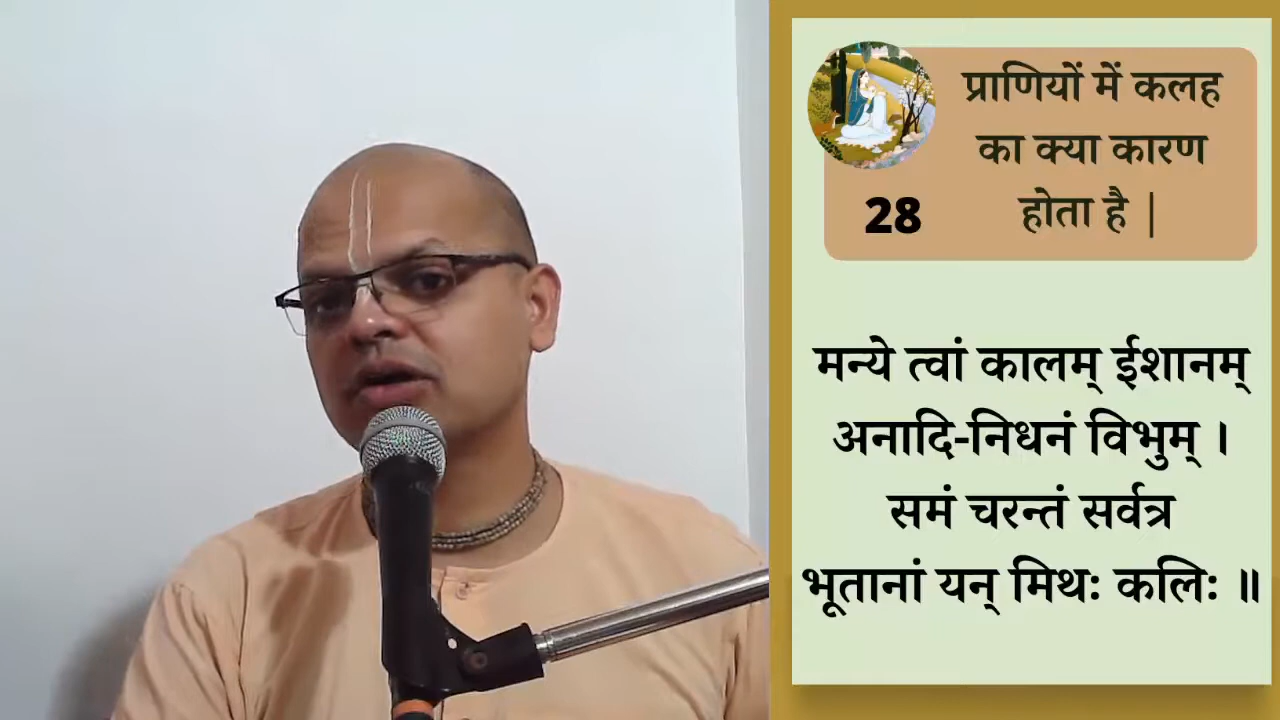 प्राणियों में कलह
का क्या कारण
होता है |
28
मन्ये त्वां कालम् ईशानम्
अनादि-निधनं विभुम् ।
समं चरन्तं सर्वत्र
भूतानां यन् मिथः कलिः ॥